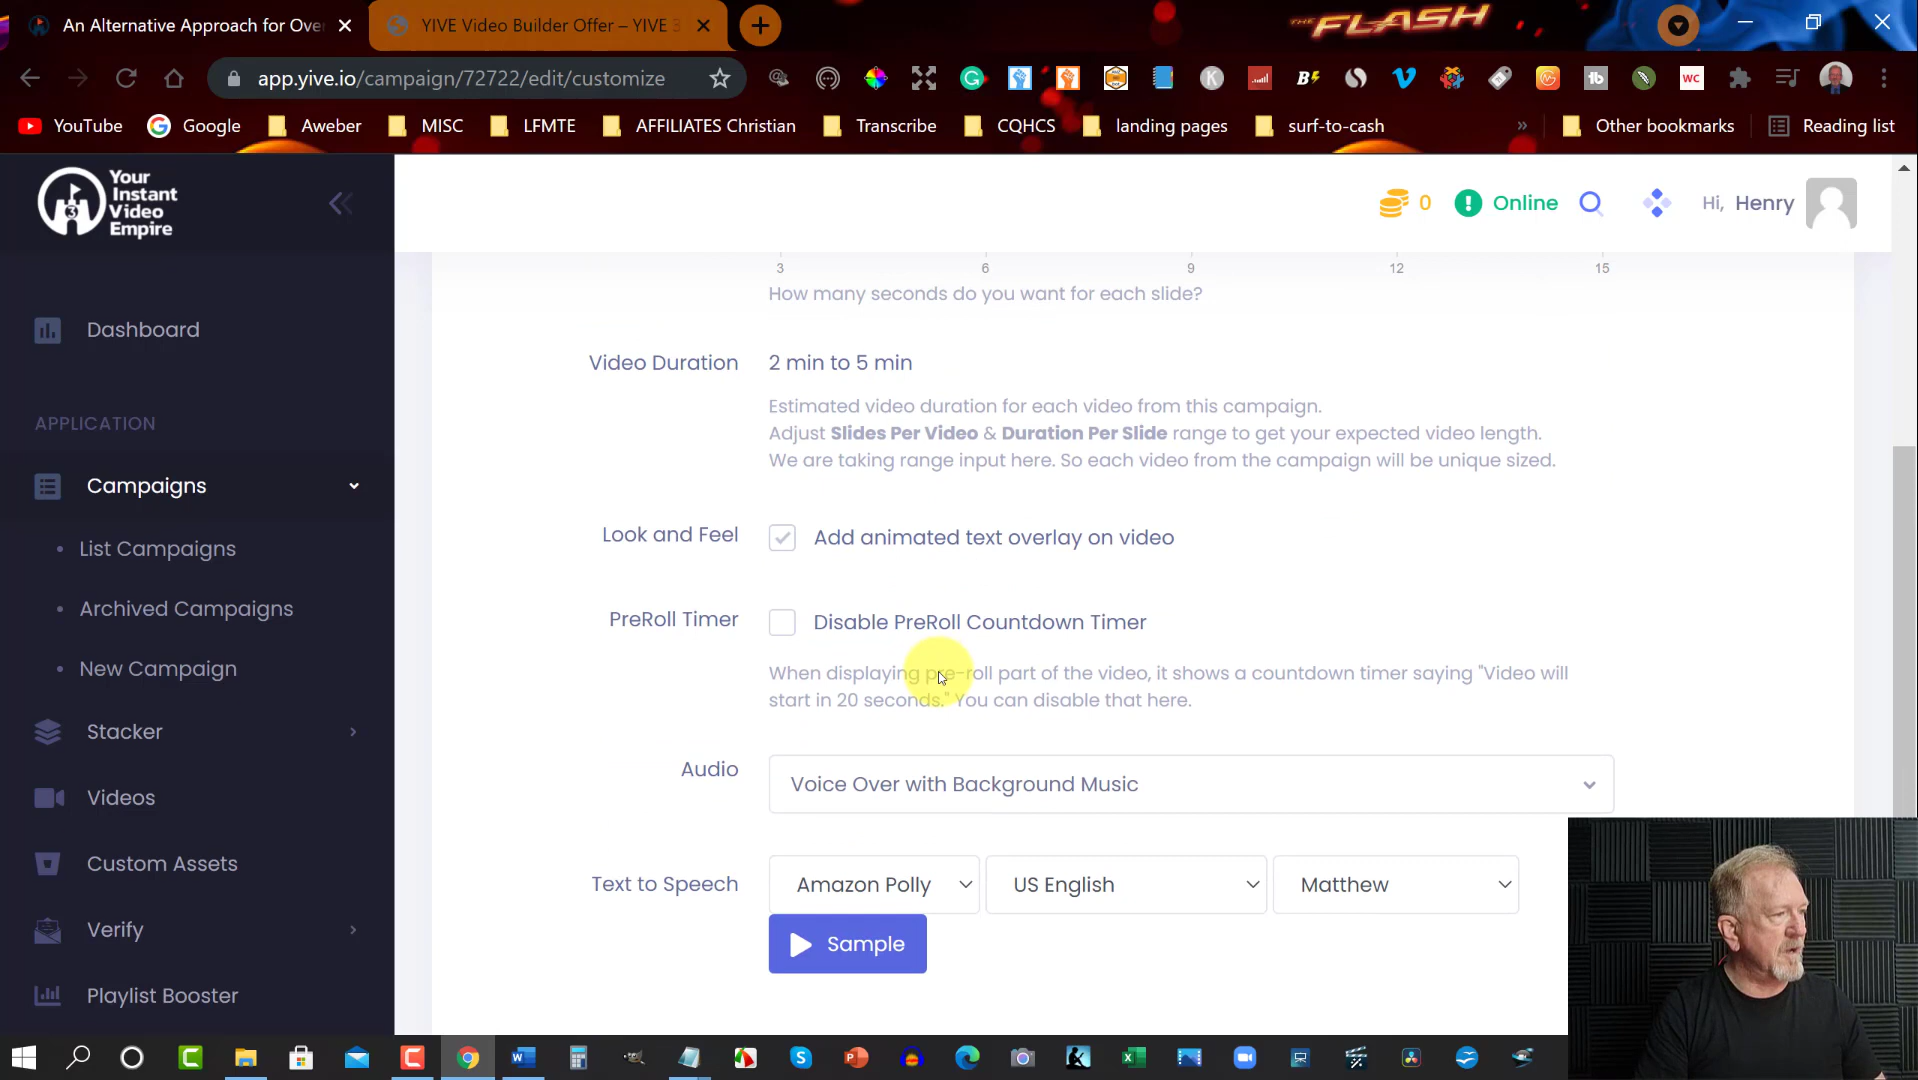 An Alternative Approach for Over
YIVE Video Builder Offer – YIVE 3
THE FLASH
app.yive.io/campaign/72722/edit/customize
YouTube
Google
Aweber
MISC
LFMTE
AFFILIATES Christian
Transcribe
CQHCS
landing pages
surf-to-cash
»
Other bookmarks
Reading list
Your
Instant
Video
Empire
3
0
Online
Hi, Henry
Dashboard
APPLICATION
Campaigns
List Campaigns
Archived Campaigns
New Campaign
Stacker
Videos
Custom Assets
Verify
Playlist Booster
3 6 9 12 15
How many seconds do you want for each slide?
Video Duration
2 min to 5 min
Estimated video duration for each video from this campaign.
Adjust Slides Per Video & Duration Per Slide range to get your expected video length.
We are taking range input here. So each video from the campaign will be unique sized.
Look and Feel
Add animated text overlay on video
PreRoll Timer
Disable PreRoll Countdown Timer
When displaying pre-roll part of the video, it shows a countdown timer saying "Video will
start in 20 seconds." You can disable that here.
Audio
Voice Over with Background Music
Text to Speech
Amazon Polly
US English
Matthew
Sample